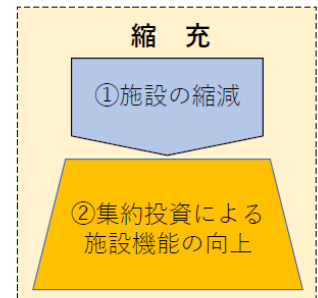 縮　充
①施設の縮減
②集約投資による
施設機能の向上